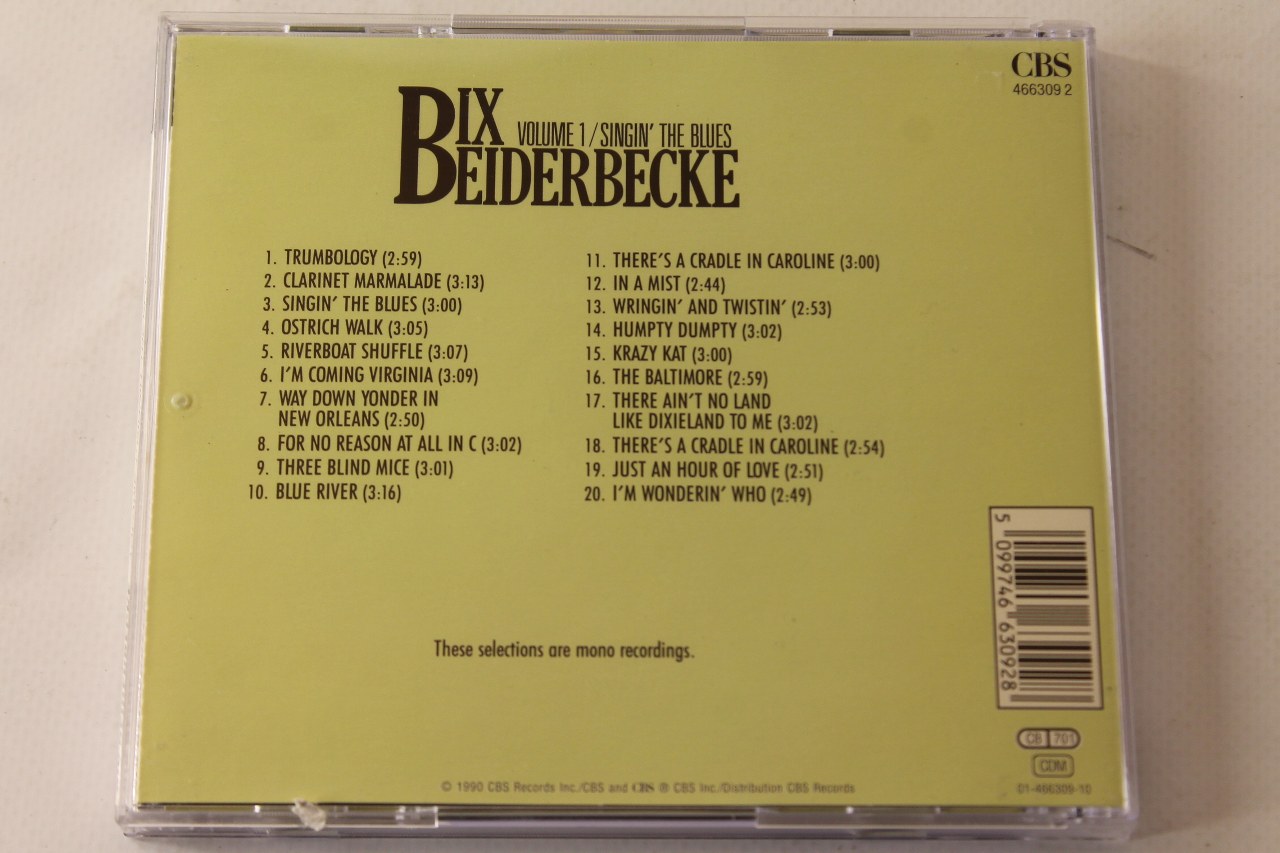 CBS
466309 2
BIX
VOLUME 1/SINGIN' THE BLUES
BEIDERBECKE
1. TRUMBOLOGY (2:59)
2. CLARINET MARMALADE (3:13)
3. SINGIN' THE BLUES (3:00)
4. OSTRICH WALK (3:05)
5. RIVERBOAT SHUFFLE (3:07)
6. I'M COMING VIRGINIA (3:09)
7. WAY DOWN YONDER IN
NEW ORLEANS (2:50)
8. FOR NO REASON AT ALL IN C (3:02)
9. THREE BLIND MICE (3:01)
10. BLUE RIVER (3:16)
11. THERE'S A CRADLE IN CAROLINE (3:00)
12. IN A MIST (2:44)
13. WRINGIN' AND TWISTIN' (2:53)
14. HUMPTY DUMPTY (3:02)
15. KRAZY KAT (3:00)
16. THE BALTIMORE (2:59)
17. THERE AIN'T NO LAND
LIKE DIXIELAND TO ME (3:02)
18. THERE'S A CRADLE IN CAROLINE (2:54)
19. JUST AN HOUR OF LOVE (2:51)
20. I'M WONDERIN' WHO (2:49)
These selections are mono recordings.
5 099746 630928
CB 701
CDM
01-466309-10
© 1990 CBS Records Inc./CBS and CBS ® CBS Inc./Distribution CBS Records